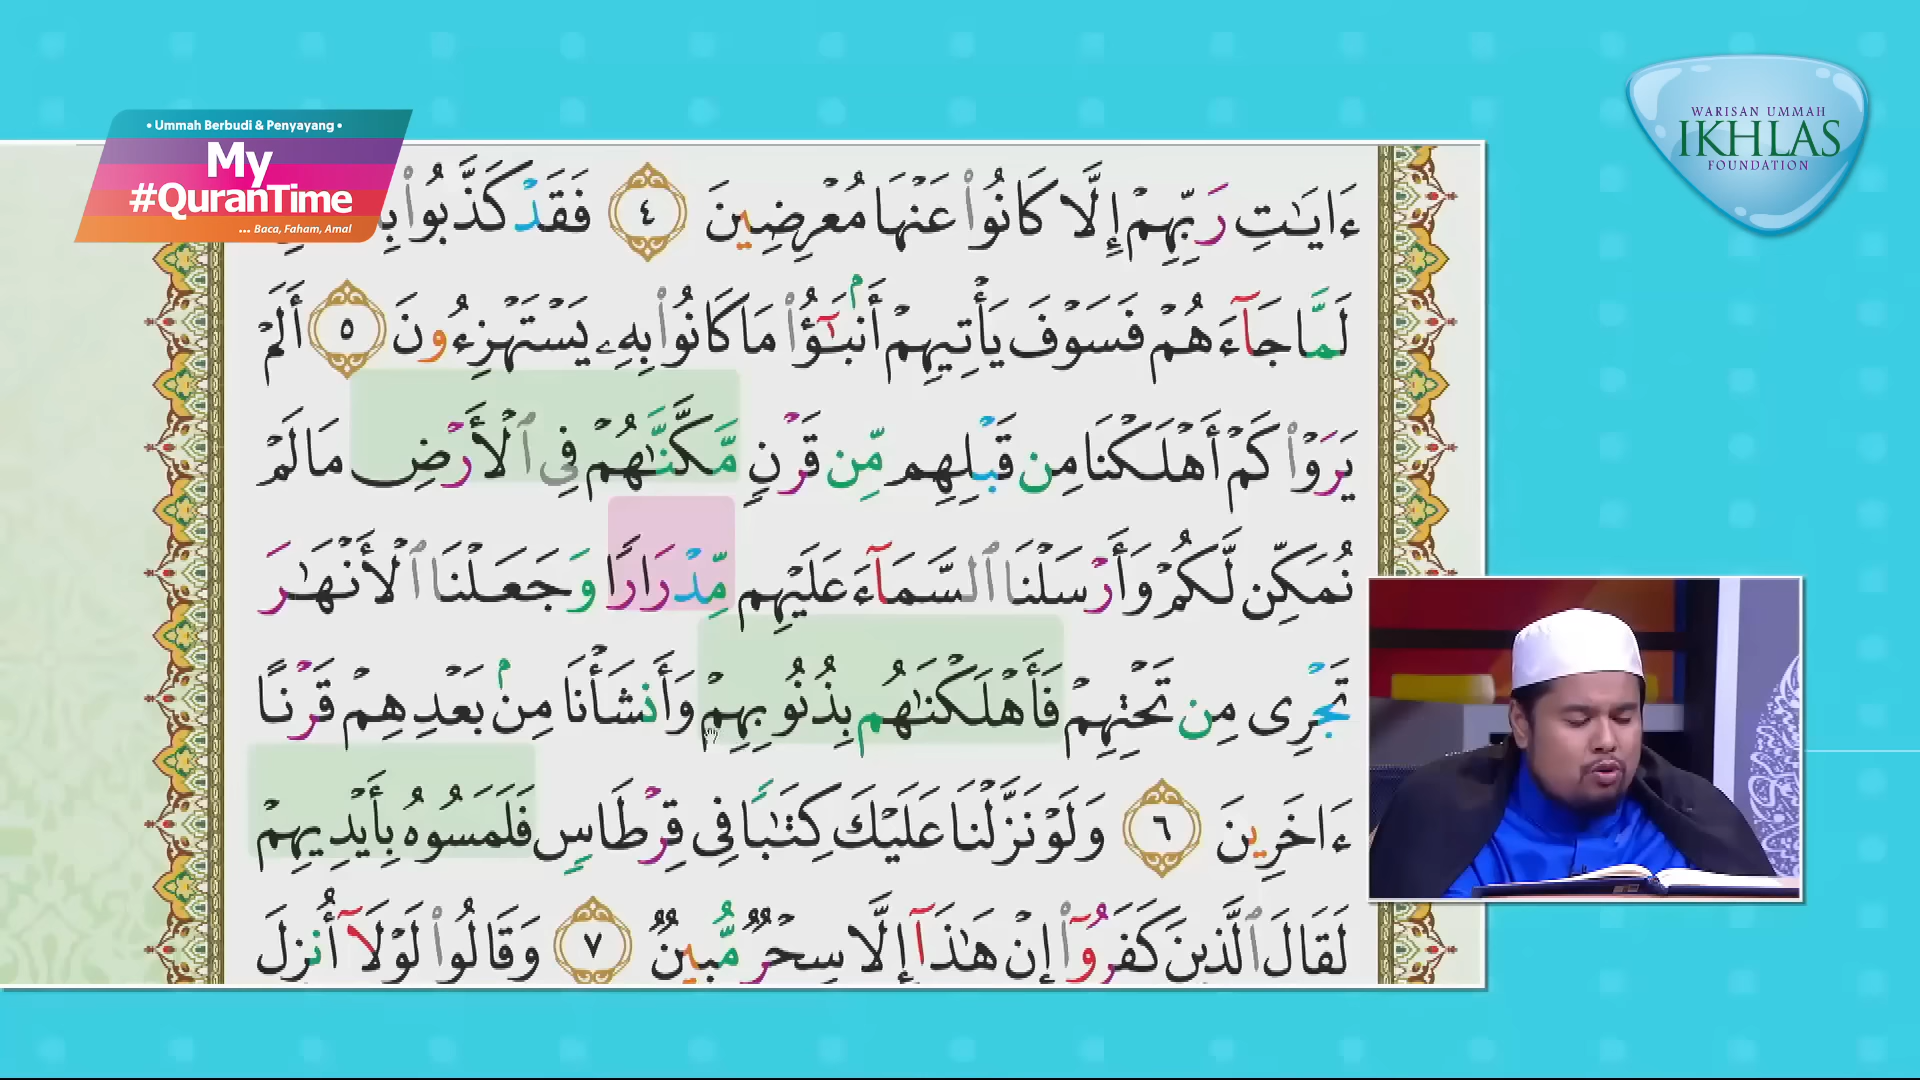 • Ummah Berbudi & Penyayang •
My
#QuranTime
... Baca, Faham, Amal
WARISAN UMMAH
IKHLAS
FOUNDATION
ءَايَـٰتِ رَبِّهِمْ إِلَّا كَانُوا۟ عَنْهَا مُعْرِضِينَ ٤ فَقَدْ كَذَّبُوا۟
لَمَّا جَآءَهُمْ فَسَوْفَ يَأْتِيهِمْ أَنۢبَـٰٓؤُا۟ مَا كَانُوا۟ بِهِۦ يَسْتَهْزِءُونَ ٥ أَلَمْ
يَرَوْا۟ كَمْ أَهْلَكْنَا مِن قَبْلِهِم مِّن قَرْنٍ مَّكَّنَّـٰهُمْ فِى ٱلْأَرْضِ مَا لَمْ
نُمَكِّن لَّكُمْ وَأَرْسَلْنَا ٱلسَّمَآءَ عَلَيْهِم مِّدْرَارًا وَجَعَلْنَا ٱلْأَنْهَـٰرَ
تَجْرِى مِن تَحْتِهِمْ فَأَهْلَكْنَـٰهُم بِذُنُوبِهِمْ وَأَنشَأْنَا مِنۢ بَعْدِهِمْ قَرْنًا
ءَاخَرِينَ ٦ وَلَوْ نَزَّلْنَا عَلَيْكَ كِتَـٰبًا فِى قِرْطَاسٍ فَلَمَسُوهُ بِأَيْدِيهِمْ
لَقَالَ ٱلَّذِينَ كَفَرُوٓا۟ إِنْ هَـٰذَآ إِلَّا سِحْرٌ مُّبِينٌ ٧ وَقَالُوا۟ لَوْلَآ أُنزِلَ